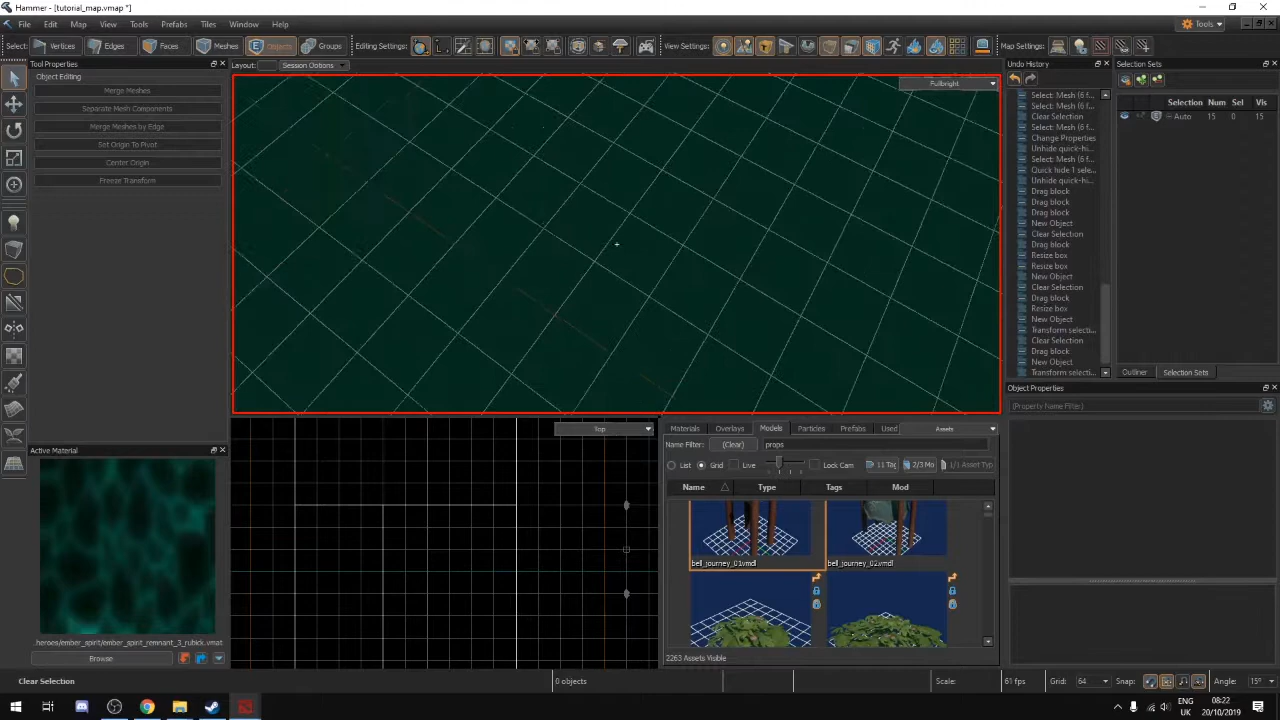 Hammer - [tutorial_map.vmap *]
File Edit Map View Tools Prefabs Tiles Window Help Tools
Select: Vertices Edges Faces Meshes Objects Groups Editing Settings: View Settings: Map Settings:
Tool Properties Layout: Session Options Undo History Selection Sets
Object Editing
Merge Meshes
Separate Mesh Components
Merge Meshes by Edge
Set Origin To Pivot
Center Origin
Freeze Transform
Fullbright
Select: Mesh (6 f...
Select: Mesh (6 f...
Clear Selection
Select: Mesh (6 f...
Change Properties
Unhide quick-hi...
Select: Mesh (6 f...
Quick hide 1 sele...
Unhide quick-hi...
Drag block
Drag block
Drag block
New Object
Clear Selection
Drag block
Resize box
Resize box
New Object
Clear Selection
Drag block
Resize box
New Object
Transform selecti...
Clear Selection
Drag block
New Object
Transform selecti...
Selection Num Sel Vis
Auto 15 0 15
Outliner Selection Sets
Object Properties
(Property Name Filter)
Active Material
.heroes/ember_spirit/ember_spirit_remnant_3_rubick.vmat
Browse
Top
Materials Overlays Models Particles Prefabs Used Assets
Name Filter: (Clear) props
List Grid Live Lock Cam 11 Tag 2/3 Mo 1/1 Asset Typ
Name Type Tags Mod
bell_journey_01.vmdl bell_journey_02.vmdl
2263 Assets Visible
Clear Selection 0 objects Scale: 61 fps Grid: 64 Snap: Angle: 15°
ENG
UK
08:22
20/10/2019